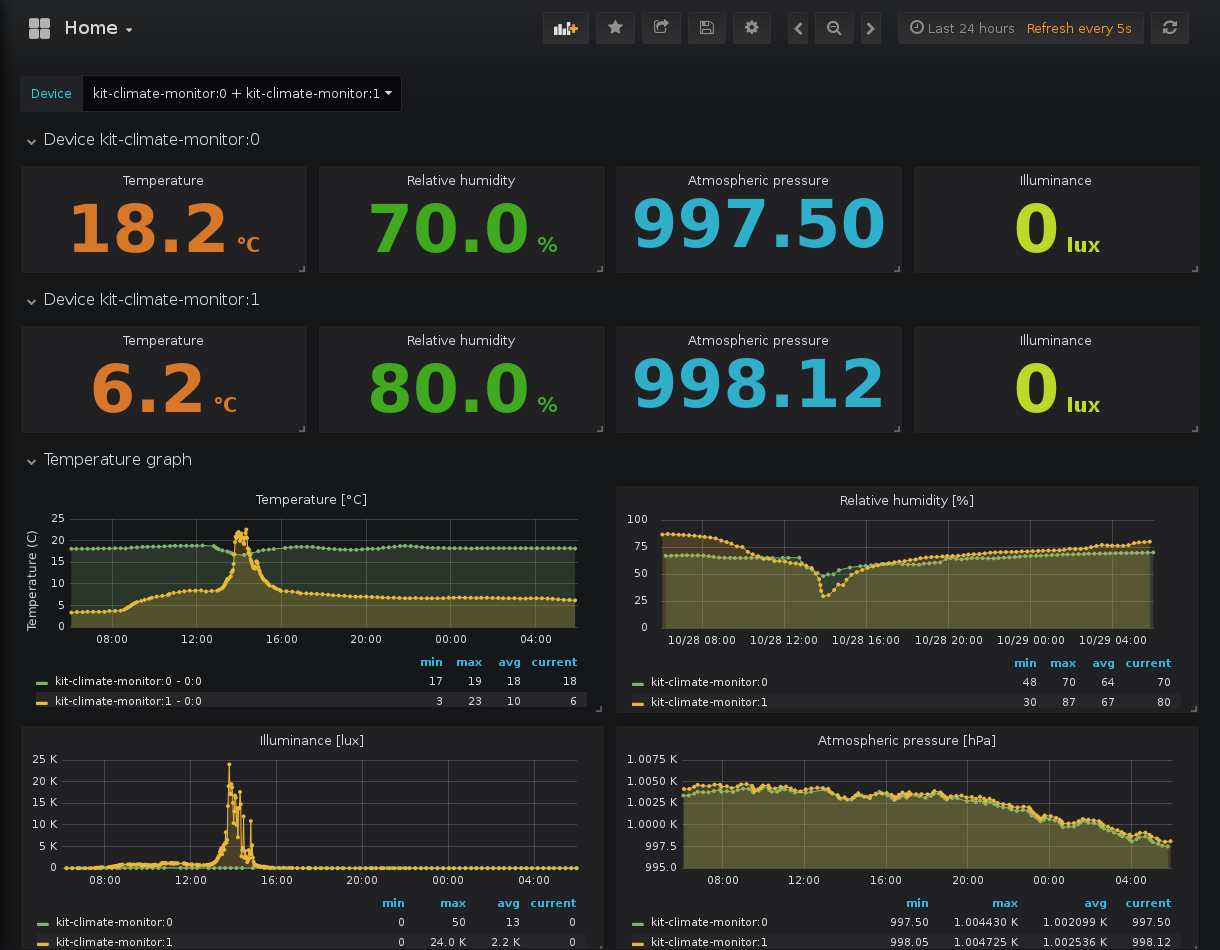 Home
Last 24 hours Refresh every 5s
Device kit-climate-monitor:0 + kit-climate-monitor:1
Device kit-climate-monitor:0
Temperature Relative humidity Atmospheric pressure Illuminance
18.2 °C 70.0 % 997.50 0 lux
Device kit-climate-monitor:1
Temperature Relative humidity Atmospheric pressure Illuminance
6.2 °C 80.0 % 998.12 0 lux
Temperature graph
Temperature [°C]
Temperature (C)
25
20
15
10
5
0
08:00 12:00 16:00 20:00 00:00 04:00
min max avg current
kit-climate-monitor:0 - 0:0 17 19 18 18
kit-climate-monitor:1 - 0:0 3 23 10 6
Relative humidity [%]
100
75
50
25
0
10/28 08:00 10/28 12:00 10/28 16:00 10/28 20:00 10/29 00:00 10/29 04:00
min max avg current
kit-climate-monitor:0 48 70 64 70
kit-climate-monitor:1 30 87 67 80
Illuminance [lux]
25 K
20 K
15 K
10 K
5 K
0
08:00 12:00 16:00 20:00 00:00 04:00
min max avg current
kit-climate-monitor:0 0 50 13 0
kit-climate-monitor:1 0 24.0 K 2.2 K 0
Atmospheric pressure [hPa]
1.0075 K
1.0050 K
1.0025 K
1.0000 K
997.5
995.0
08:00 12:00 16:00 20:00 00:00 04:00
min max avg current
kit-climate-monitor:0 997.50 1.004430 K 1.002099 K 997.50
kit-climate-monitor:1 998.05 1.004725 K 1.002536 K 998.12